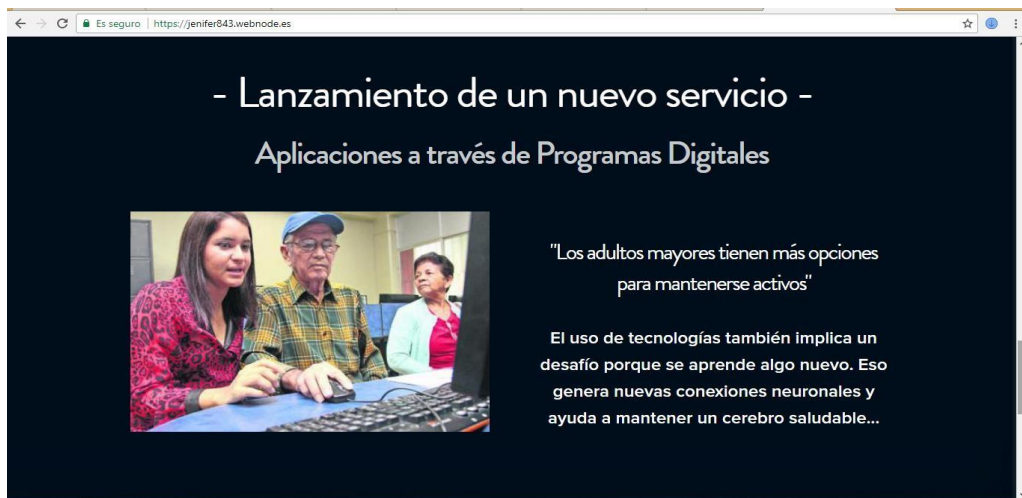 Es seguro | https://jenifer843.webnode.es
- Lanzamiento de un nuevo servicio -
Aplicaciones a través de Programas Digitales
"Los adultos mayores tienen más opciones
para mantenerse activos"
El uso de tecnologías también implica un
desafío porque se aprende algo nuevo. Eso
genera nuevas conexiones neuronales y
ayuda a mantener un cerebro saludable...